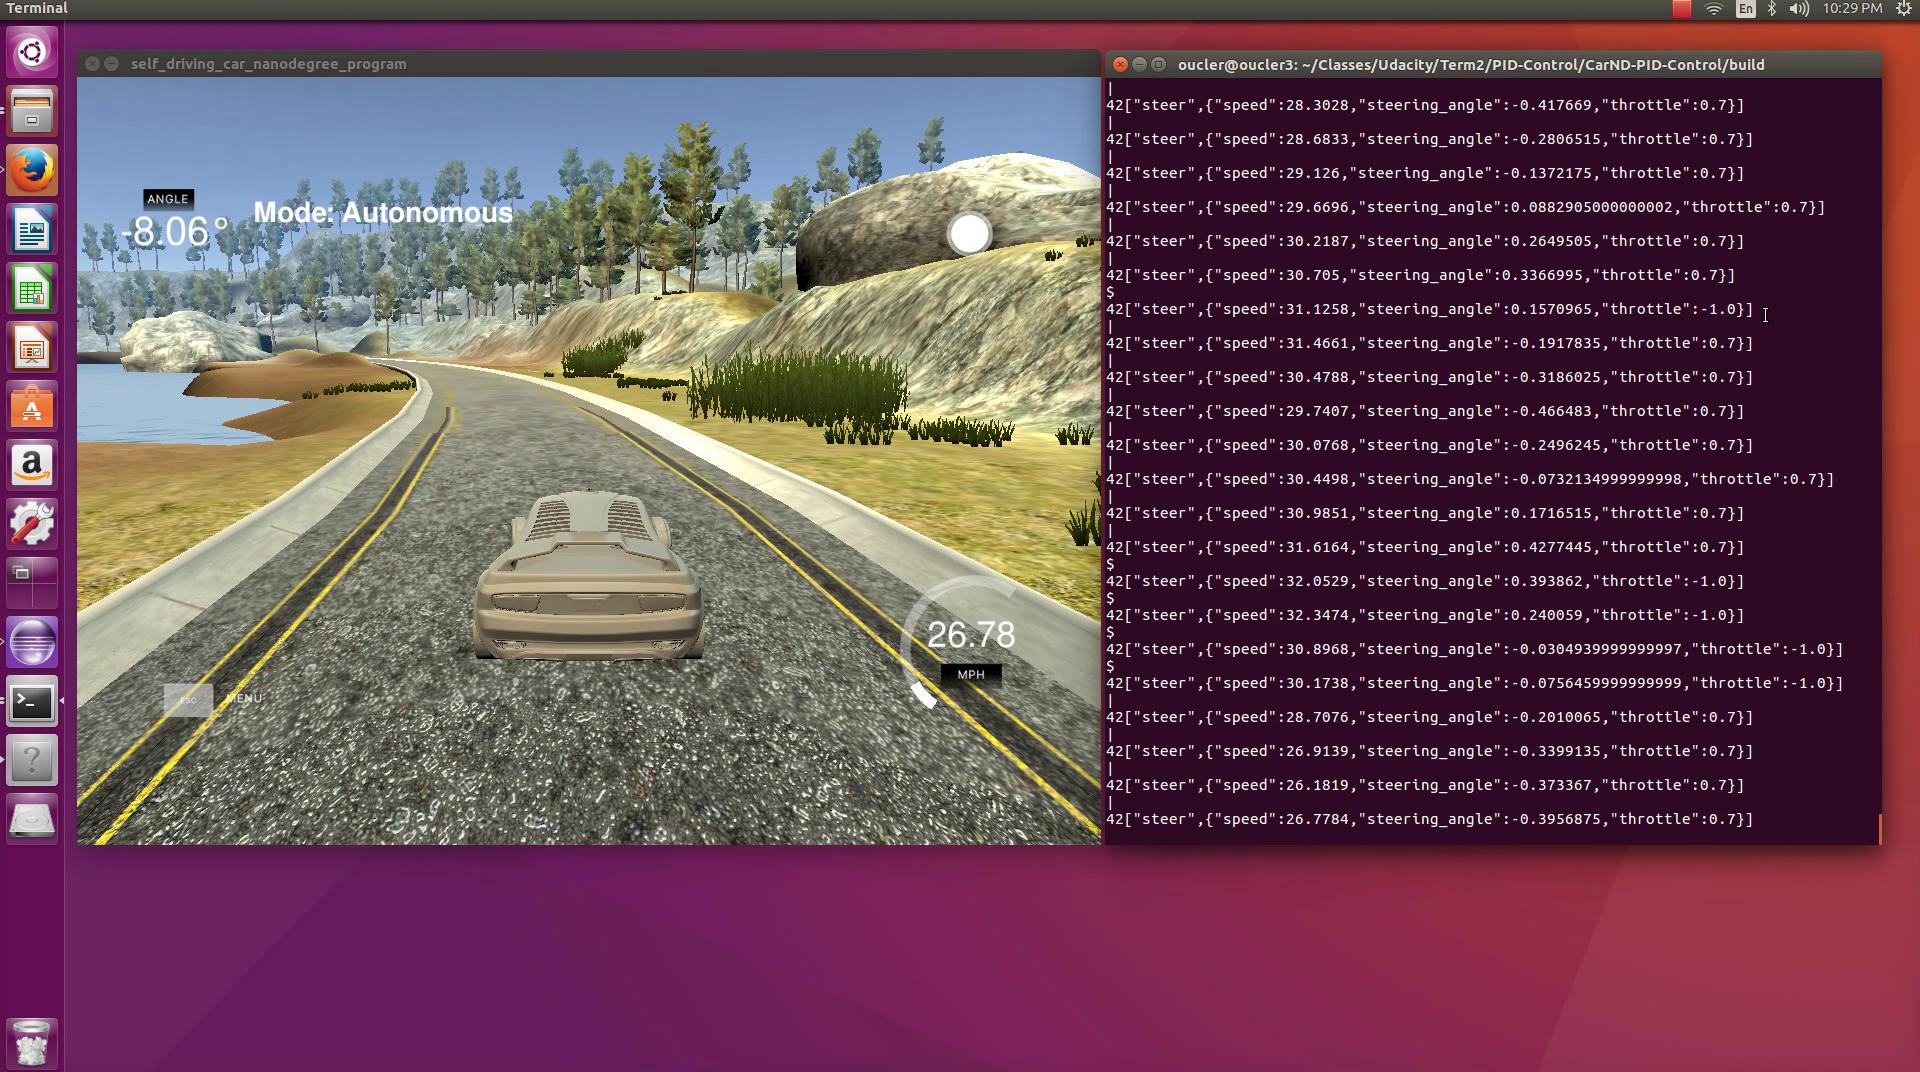 Terminal
En
10:29 PM
self_driving_car_nanodegree_program
ANGLE
-8.06°
Mode: Autonomous
26.78
MPH
ESC
MENU
a
oucler@oucler3: ~/Classes/Udacity/Term2/PID-Control/CarND-PID-Control/build
|
42["steer",{"speed":28.3028,"steering_angle":-0.417669,"throttle":0.7}]
|
42["steer",{"speed":28.6833,"steering_angle":-0.2806515,"throttle":0.7}]
|
42["steer",{"speed":29.126,"steering_angle":-0.1372175,"throttle":0.7}]
|
42["steer",{"speed":29.6696,"steering_angle":0.0882905000000002,"throttle":0.7}]
|
42["steer",{"speed":30.2187,"steering_angle":0.2649505,"throttle":0.7}]
|
42["steer",{"speed":30.705,"steering_angle":0.3366995,"throttle":0.7}]
$
42["steer",{"speed":31.1258,"steering_angle":0.1570965,"throttle":-1.0}]
|
42["steer",{"speed":31.4661,"steering_angle":-0.1917835,"throttle":0.7}]
|
42["steer",{"speed":30.4788,"steering_angle":-0.3186025,"throttle":0.7}]
|
42["steer",{"speed":29.7407,"steering_angle":-0.466483,"throttle":0.7}]
|
42["steer",{"speed":30.0768,"steering_angle":-0.2496245,"throttle":0.7}]
|
42["steer",{"speed":30.4498,"steering_angle":-0.0732134999999998,"throttle":0.7}]
|
42["steer",{"speed":30.9851,"steering_angle":0.1716515,"throttle":0.7}]
|
42["steer",{"speed":31.6164,"steering_angle":0.4277445,"throttle":0.7}]
$
42["steer",{"speed":32.0529,"steering_angle":0.393862,"throttle":-1.0}]
$
42["steer",{"speed":32.3474,"steering_angle":0.240059,"throttle":-1.0}]
$
42["steer",{"speed":30.8968,"steering_angle":-0.0304939999999997,"throttle":-1.0}]
$
42["steer",{"speed":30.1738,"steering_angle":-0.0756459999999999,"throttle":-1.0}]
|
42["steer",{"speed":28.7076,"steering_angle":-0.2010065,"throttle":0.7}]
|
42["steer",{"speed":26.9139,"steering_angle":-0.3399135,"throttle":0.7}]
|
42["steer",{"speed":26.1819,"steering_angle":-0.373367,"throttle":0.7}]
|
42["steer",{"speed":26.7784,"steering_angle":-0.3956875,"throttle":0.7}]